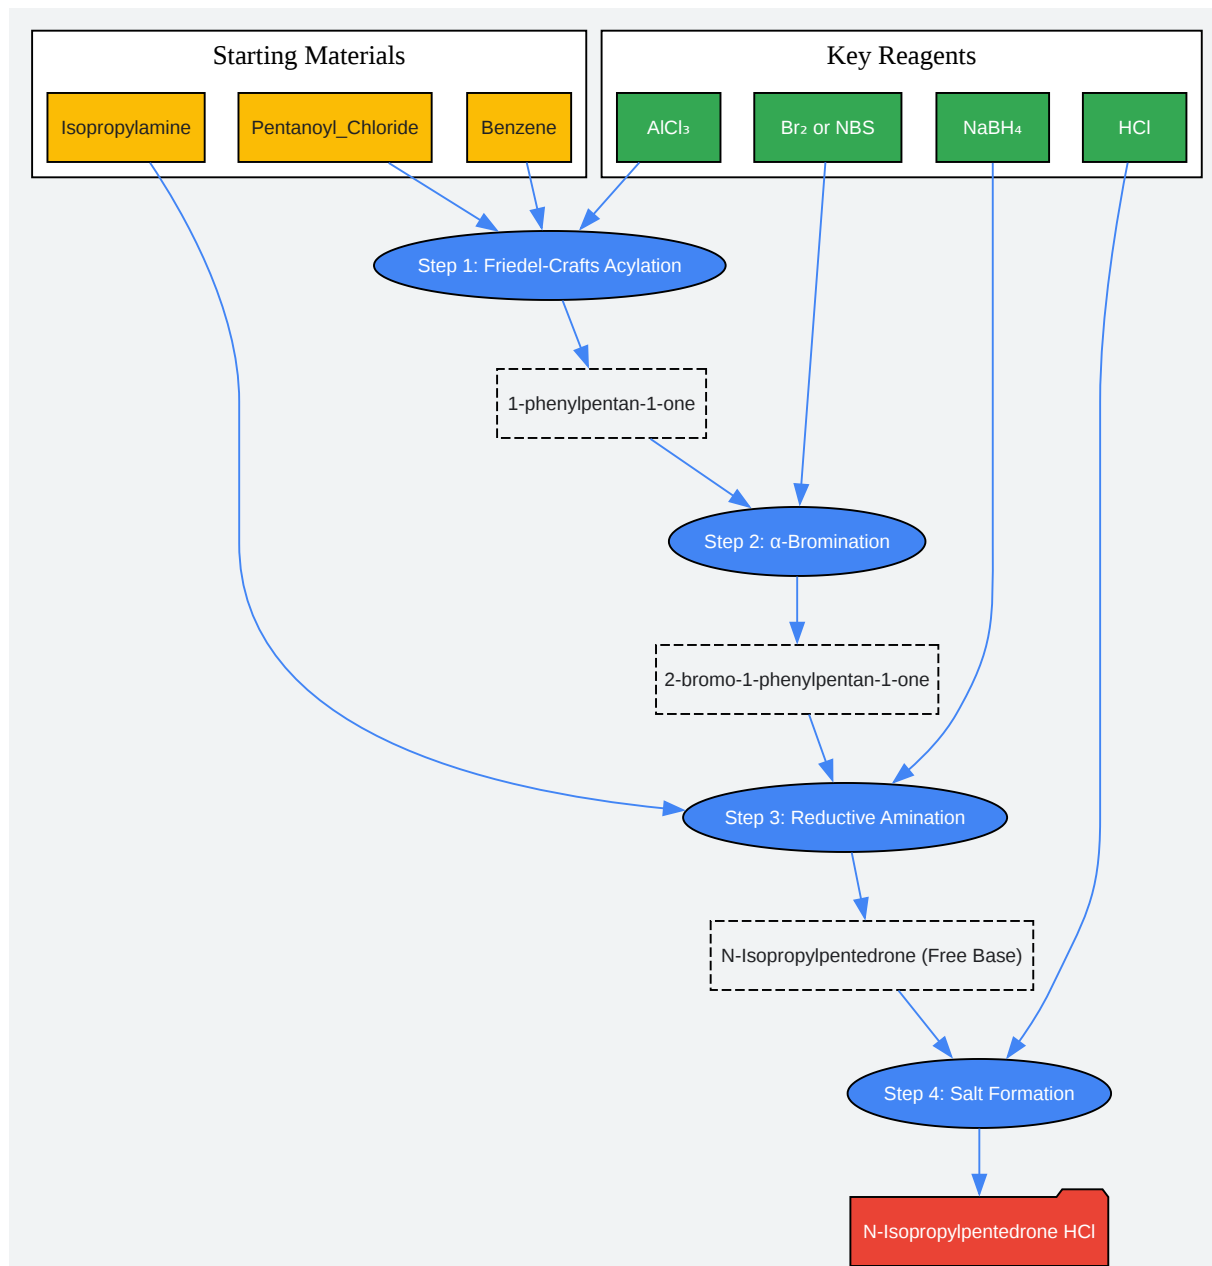 Starting Materials
Key Reagents
Isopropylamine
Pentanoyl_Chloride
Benzene
AlCl₃
Br₂ or NBS
NaBH₄
HCl
Step 1: Friedel-Crafts Acylation
1-phenylpentan-1-one
Step 2: α-Bromination
2-bromo-1-phenylpentan-1-one
Step 3: Reductive Amination
N-Isopropylpentedrone (Free Base)
Step 4: Salt Formation
N-Isopropylpentedrone HCl